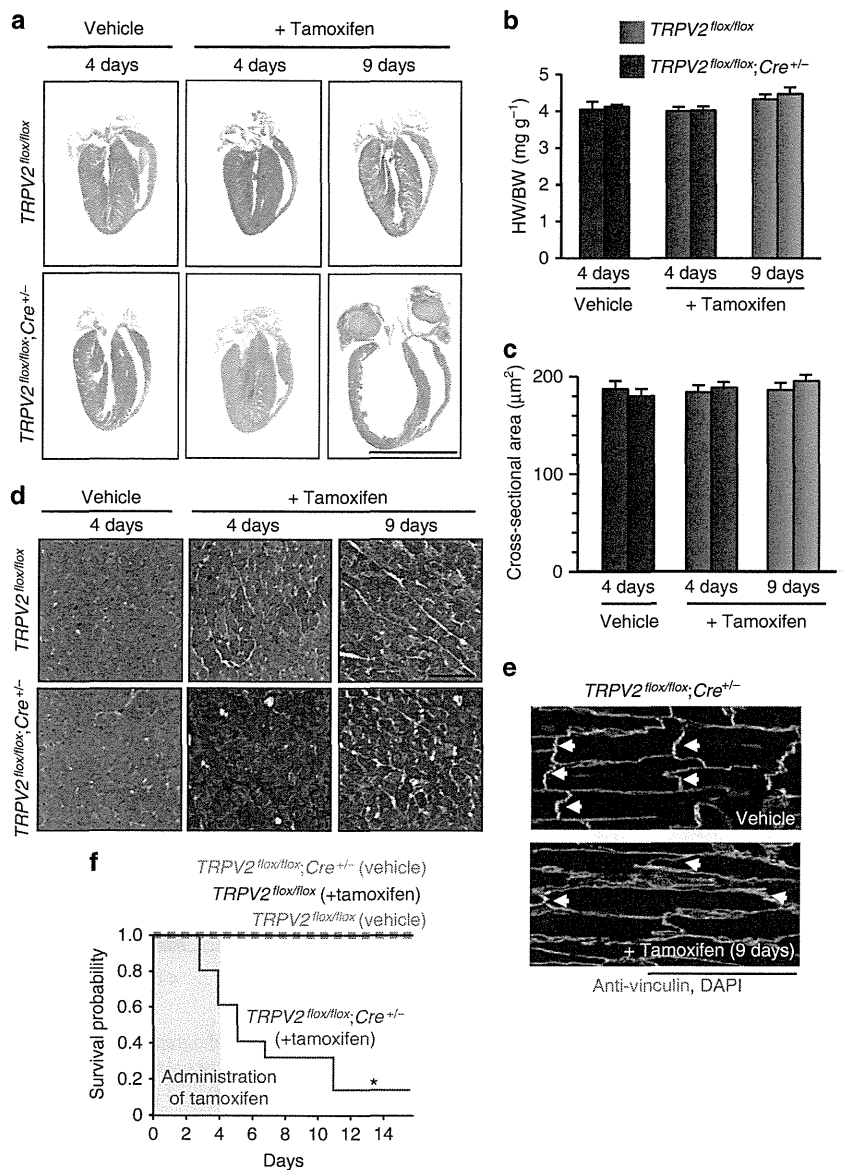 a
Vehicle
+ Tamoxifen
4 days
4 days
9 days
TRPV2flox/flox
TRPV2flox/flox;Cre+/−
b
TRPV2flox/flox
TRPV2flox/flox;Cre+/−
5
4
3
2
1
0
HW/BW (mg g−1)
4 days
4 days
9 days
Vehicle
+ Tamoxifen
c
200
100
0
Cross-sectional area (μm2)
4 days
4 days
9 days
Vehicle
+ Tamoxifen
d
Vehicle
+ Tamoxifen
4 days
4 days
9 days
TRPV2flox/flox
TRPV2flox/flox;Cre+/−
e
TRPV2flox/flox;Cre+/−
Vehicle
+ Tamoxifen (9 days)
Anti-vinculin, DAPI
f
TRPV2flox/flox;Cre+/− (vehicle)
TRPV2flox/flox (+tamoxifen)
TRPV2flox/flox (vehicle)
1.0
0.8
0.6
0.4
0.2
0
Survival probability
TRPV2flox/flox;Cre+/−
(+tamoxifen)
*
Administration
of tamoxifen
0 2 4 6 8 10 12 14
Days